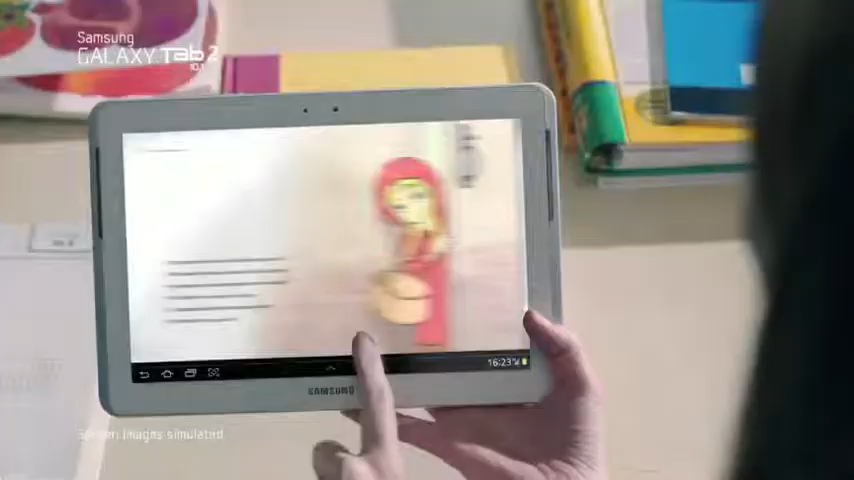 Samsung
GALAXY Tab 2
10.1
16:23
SAMSUNG
Screen images simulated